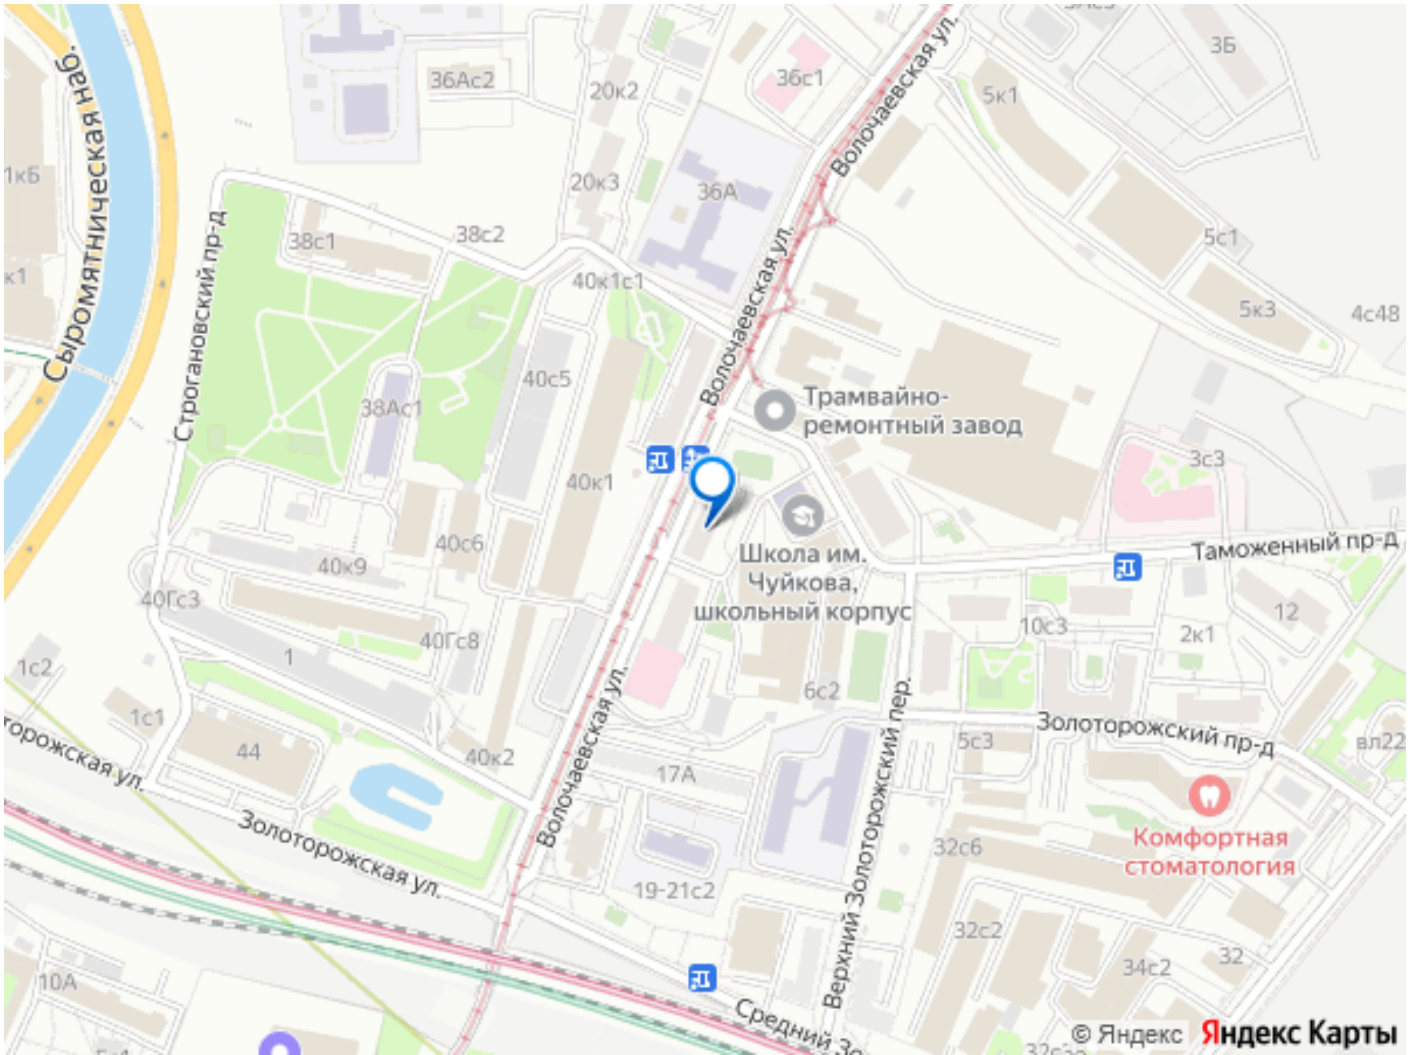 3Ас3
3Б
36Ас2
20к2
36с1
5к1
Волочаевская ул.
Сыромятническая наб.
1кБ
20к3
36А
38с1
38с2
5с1
Строгановский пр-д
Волочаевская ул.
к1
40к1с1
5к3
4с48
40с5
38Ас1
Трамвайно-
ремонтный завод
3с3
40к1
40с6
Школа им.
Чуйкова,
школьный корпус
Таможенный пр-д
40к9
40Гс3
40Гс8
10с3
12
2к1
1
1с2
6с2
1с1
44
40к2
Волочаевская ул.
17А
Верхний Золоторожский пер.
5с3
Золоторожский пр-д
вл22
торожская ул.
Золоторожская ул.
Комфортная
стоматология
32с6
19-21с2
32с2
34с2
32
10А
Средний Зо
© Яндекс Яндекс Карты